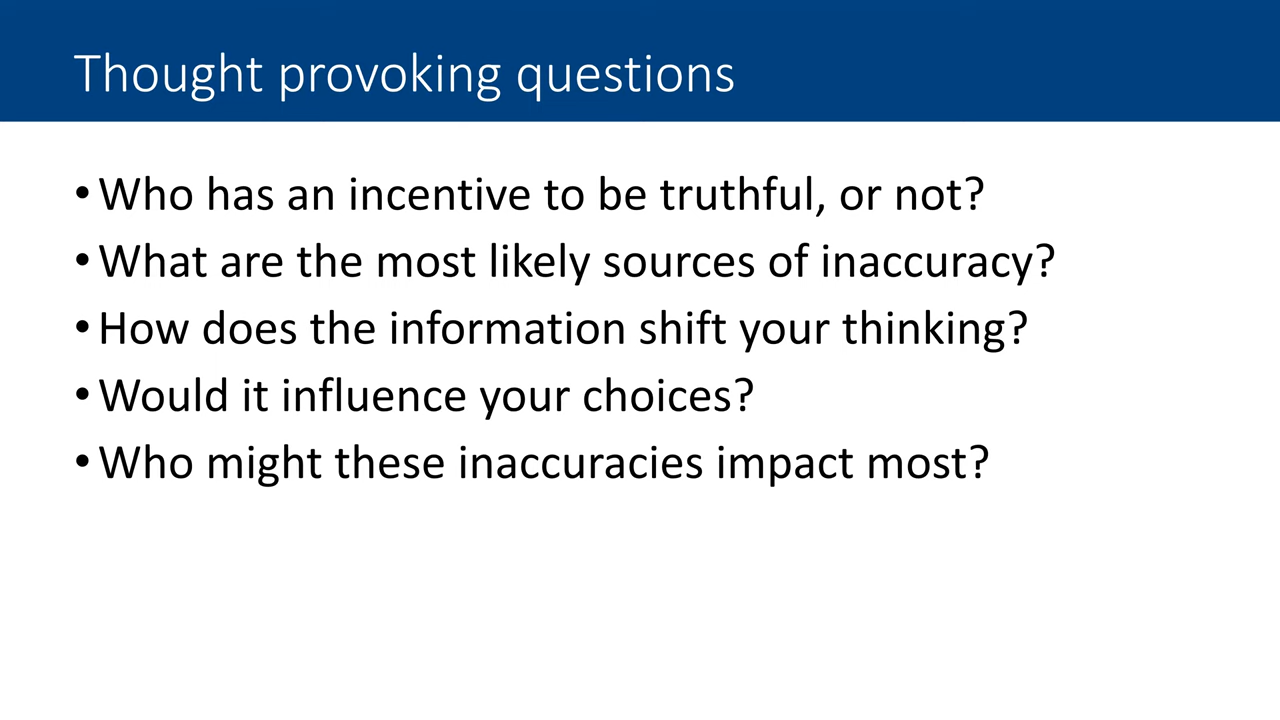 Thought provoking questions
• Who has an incentive to be truthful, or not?
• What are the most likely sources of inaccuracy?
• How does the information shift your thinking?
• Would it influence your choices?
• Who might these inaccuracies impact most?